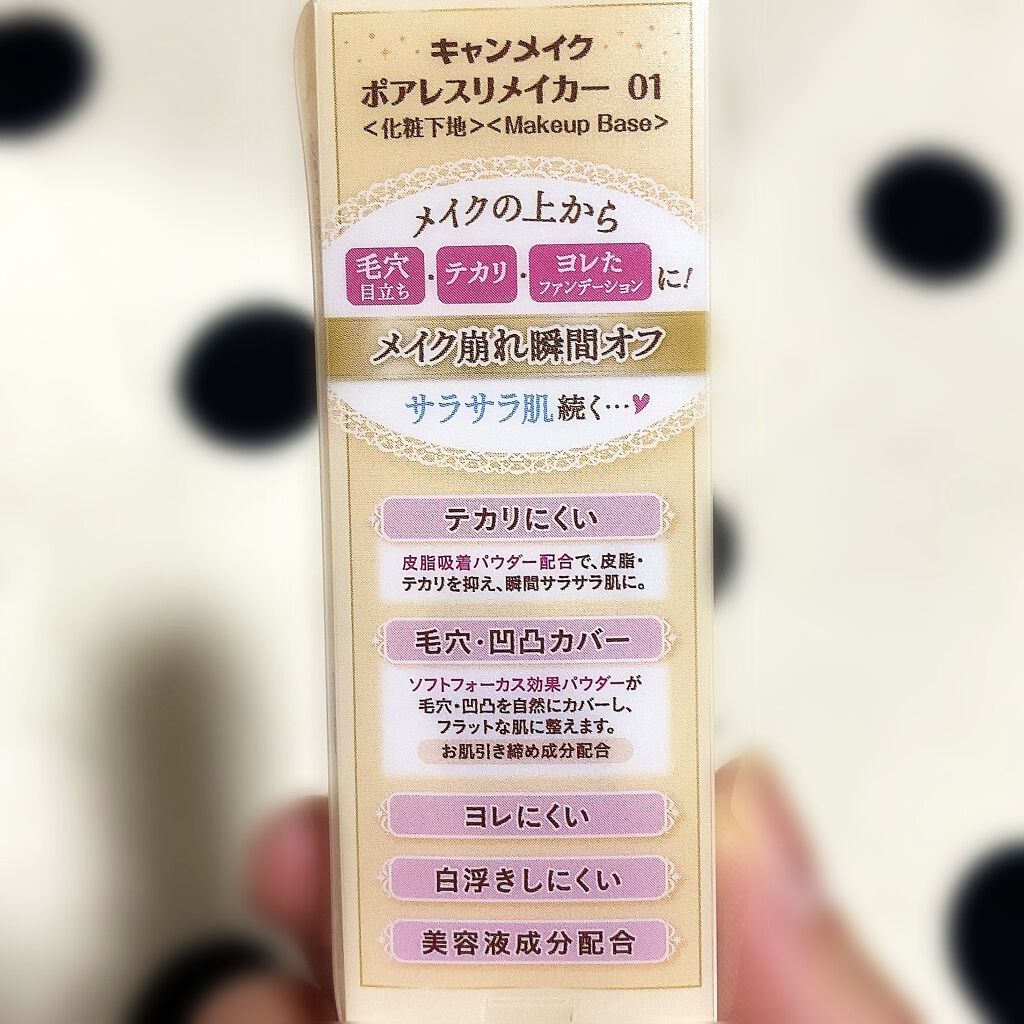 キャンメイク
ポアレスリメイカー 01
<化粧下地><Makeup Base>
メイクの上から
毛穴目立ち・テカリ・ヨレたファンデーションに!
メイク崩れ瞬間オフ
サラサラ肌続く…♥
テカリにくい
皮脂吸着パウダー配合で、皮脂・
テカリを抑え、瞬間サラサラ肌に。
毛穴・凹凸カバー
ソフトフォーカス効果パウダーが
毛穴・凹凸を自然にカバーし、
フラットな肌に整えます。
お肌引き締め成分配合
ヨレにくい
白浮きしにくい
美容液成分配合